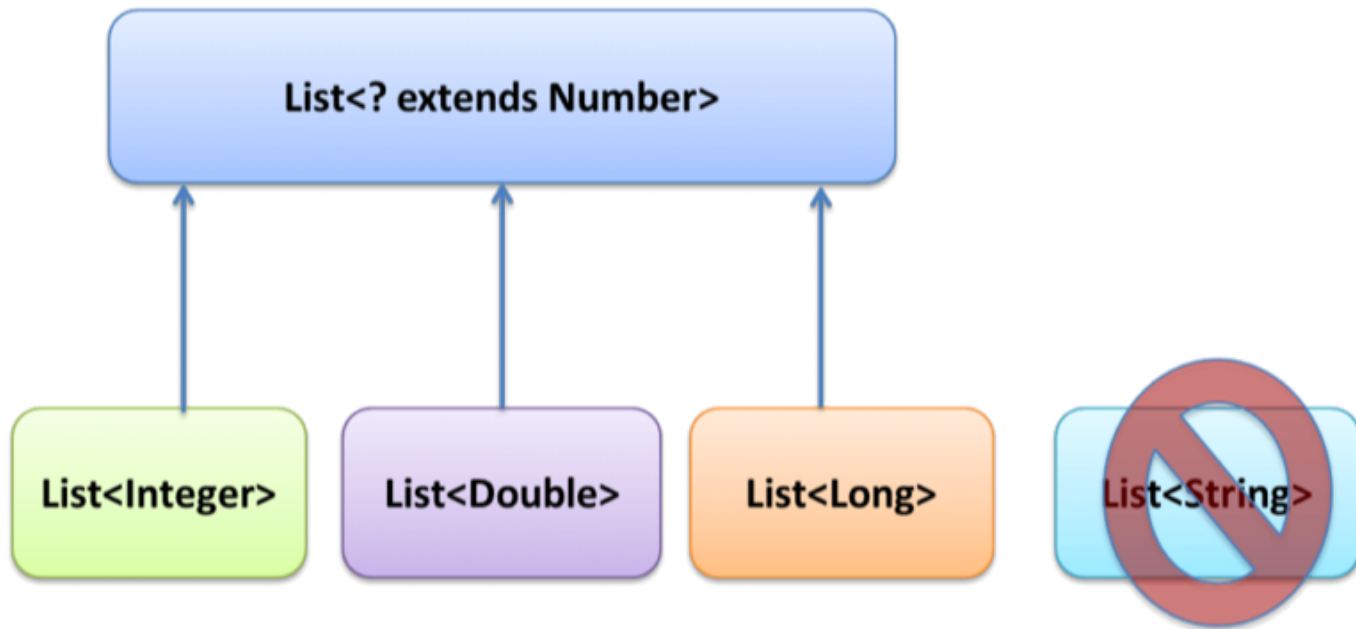 List<? extends Number>
List<Integer>
List<Double>
List<Long>
List<String>